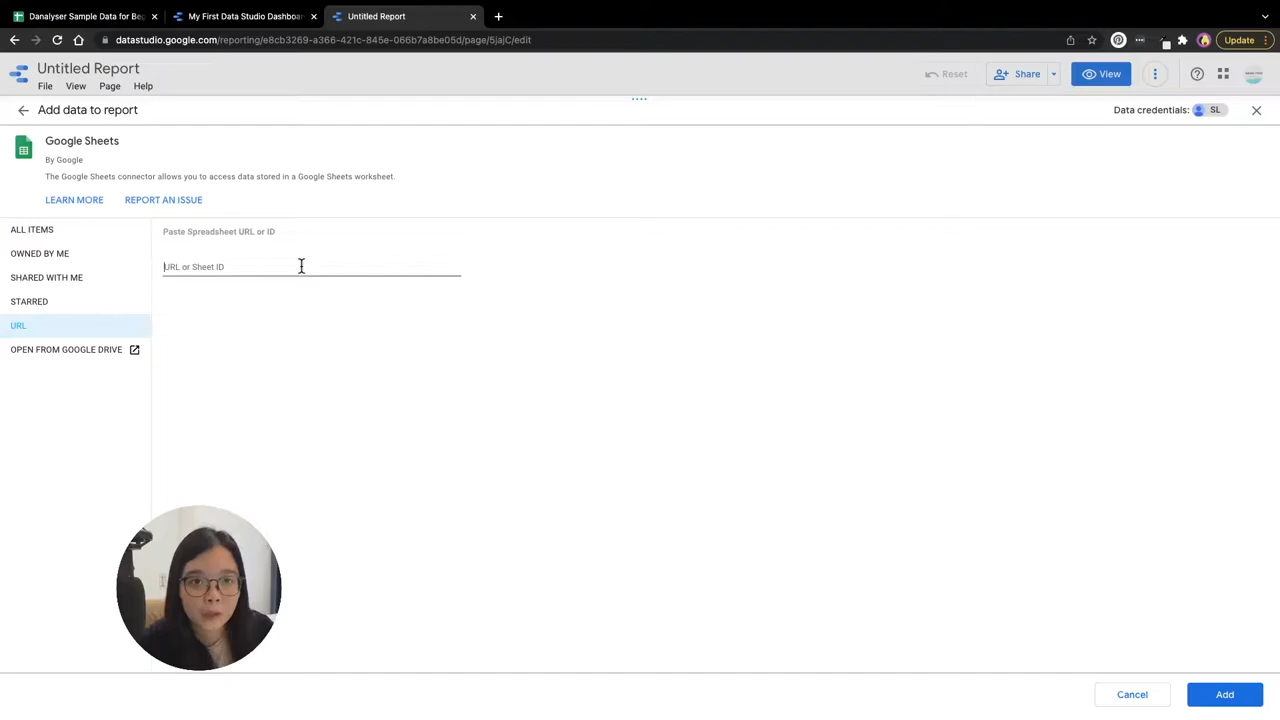 Danalyser Sample Data for Be
My First Data Studio Dashboar
Untitled Report
datastudio.google.com/reporting/e8cb3269-a366-421c-845e-066b7a8be05d/page/5jajC/edit
Update
Untitled Report
File View Page Help
Reset
Share
View
Add data to report
Data credentials: SL
Google Sheets
By Google
The Google Sheets connector allows you to access data stored in a Google Sheets worksheet.
LEARN MORE REPORT AN ISSUE
ALL ITEMS
OWNED BY ME
SHARED WITH ME
STARRED
URL
OPEN FROM GOOGLE DRIVE
Paste Spreadsheet URL or ID
URL or Sheet ID
Cancel
Add